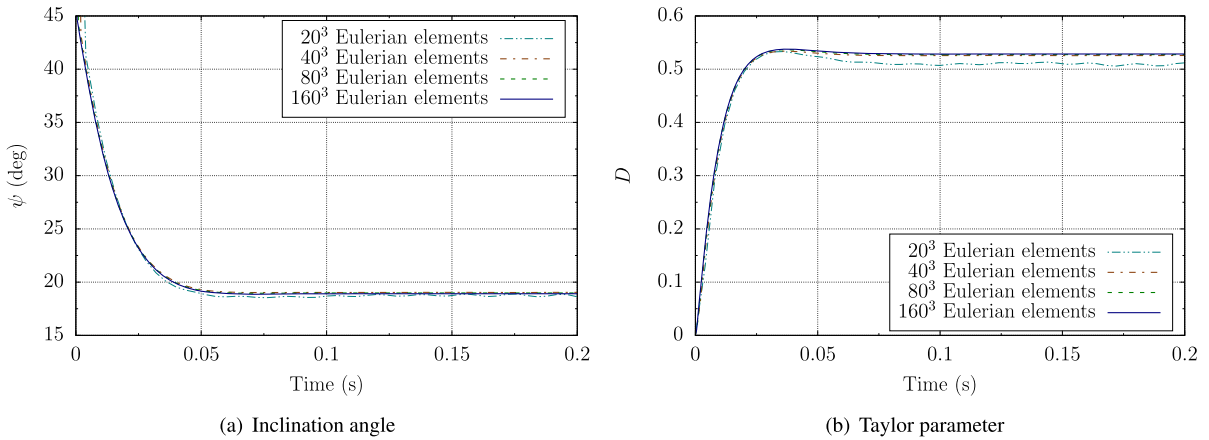 45
40
35
30
25
20
15
ψ (deg)
20³ Eulerian elements
40³ Eulerian elements
80³ Eulerian elements
160³ Eulerian elements
0 0.05 0.1 0.15 0.2
Time (s)
(a) Inclination angle
0.6
0.5
0.4
0.3
0.2
0.1
0
D
20³ Eulerian elements
40³ Eulerian elements
80³ Eulerian elements
160³ Eulerian elements
0 0.05 0.1 0.15 0.2
Time (s)
(b) Taylor parameter